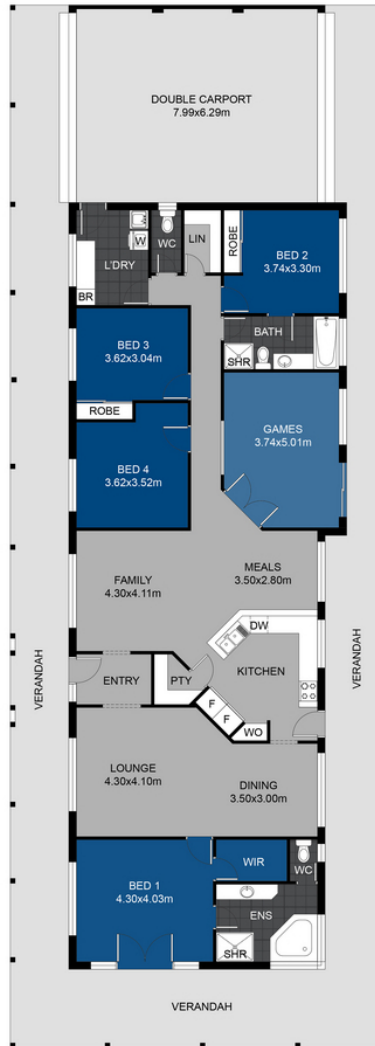 DOUBLE CARPORT
7.99x6.29m
L'DRY
W
WC
LIN
ROBE
BED 2
3.74x3.30m
BR
BATH
SHR
BED 3
3.62x3.04m
ROBE
BED 4
3.62x3.52m
GAMES
3.74x5.01m
FAMILY
4.30x4.11m
MEALS
3.50x2.80m
DW
KITCHEN
VERANDAH
ENTRY
PTY
F
F
WO
VERANDAH
LOUNGE
4.30x4.10m
DINING
3.50x3.00m
BED 1
4.30x4.03m
WIR
WC
ENS
SHR
VERANDAH